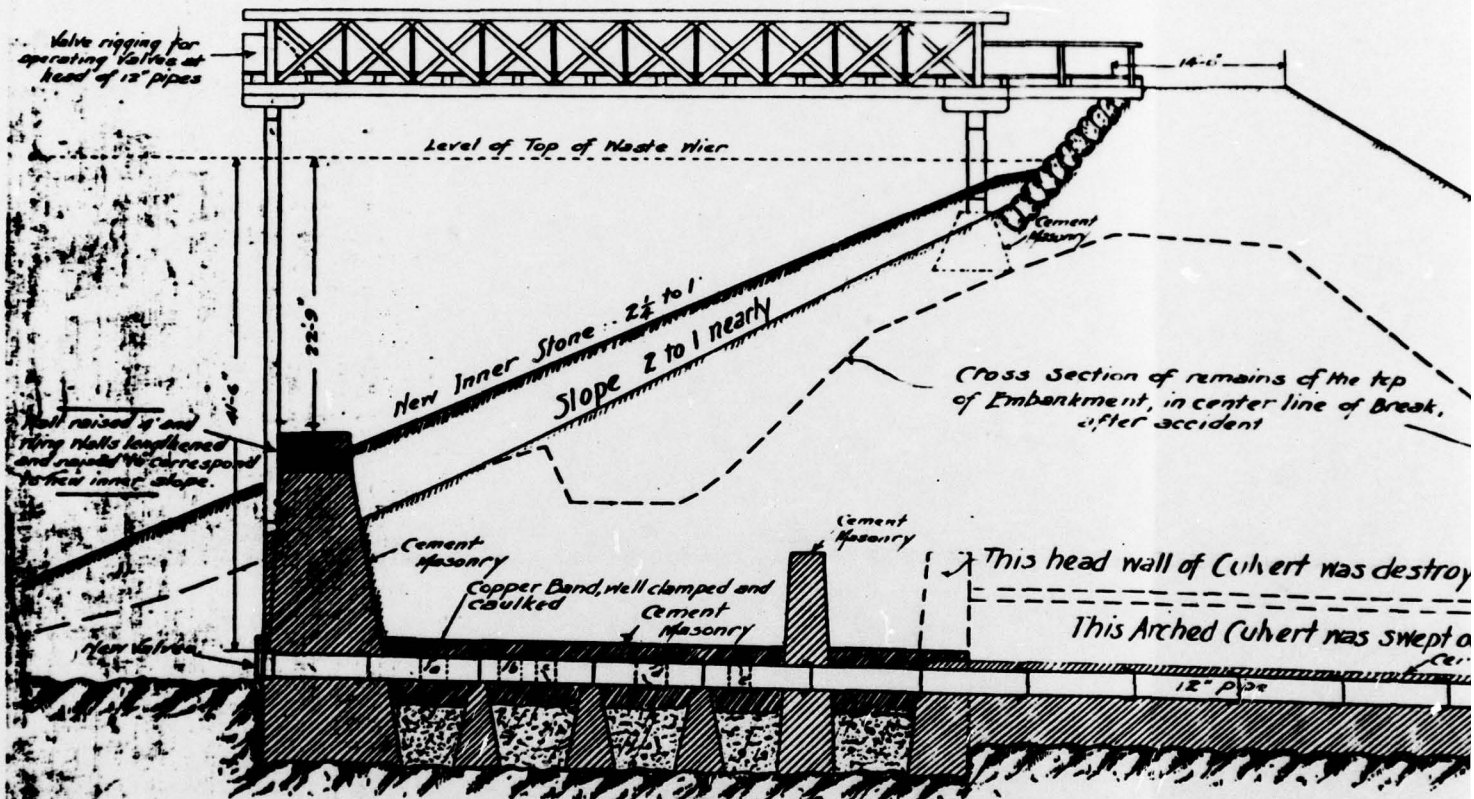 Valve rigging for
operating valves at
head of 12" pipes
14'-0"
Level of Top of Waste Wier
22'-9"
41'-6"
Cement
Masonry
New Inner Stone 2¼ to 1
Slope 2 to 1 nearly
Cross Section of remains of the top
of Embankment, in center line of Break,
after accident
Wall raised 4' and
Wing Walls lengthened
and raised to correspond
to new inner slope.
Cement
Masonry
Cement
Masonry
Copper Band, well clamped and
caulked
Cement
Masonry
This head wall of Culvert was destroy
This Arched Culvert was swept o
Cer
New Valves
12" pipe